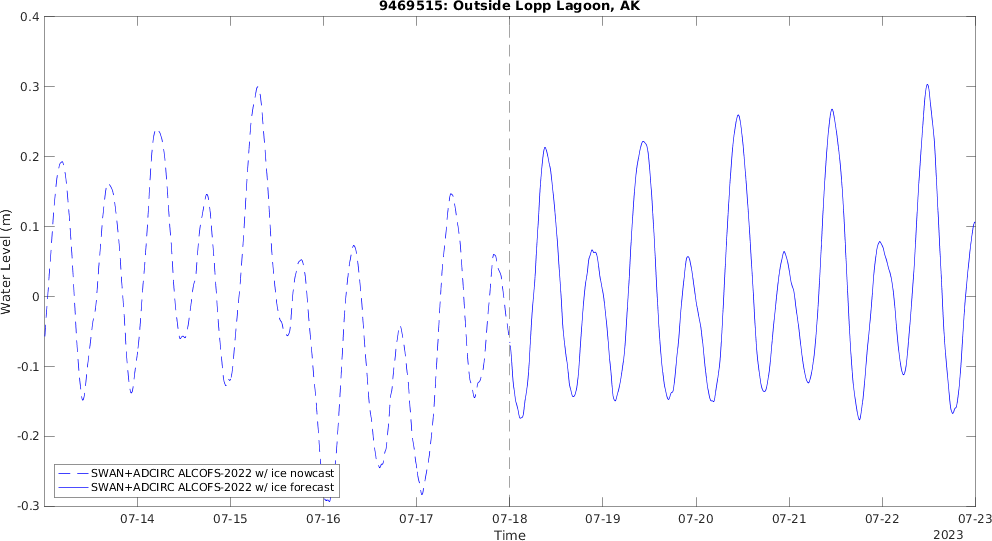 9469515: Outside Lopp Lagoon, AK
Water Level (m)
0.4
0.3
0.2
0.1
0
-0.1
-0.2
-0.3
SWAN+ADCIRC ALCOFS-2022 w/ ice nowcast
SWAN+ADCIRC ALCOFS-2022 w/ ice forecast
07-14 07-15 07-16 07-17 07-18 07-19 07-20 07-21 07-22 07-23
Time
2023